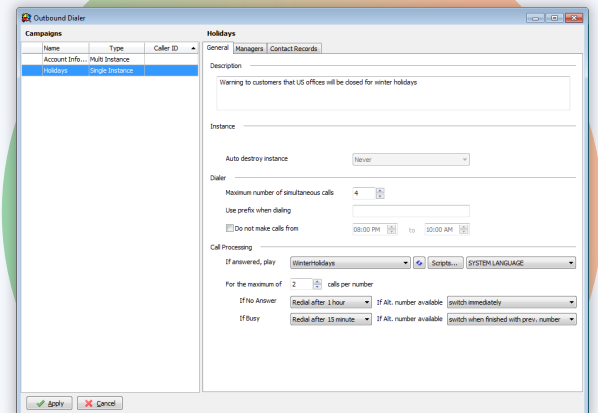 Outbound Dialer
Campaigns
Name Type Caller ID
Account Info... Multi Instance
Holidays Single Instance
Holidays
General Managers Contact Records
Description
Warning to customers that US offices will be closed for winter holidays
Instance
Auto destroy instance Never
Dialer
Maximum number of simultaneous calls 4
Use prefix when dialing
Do not make calls from 08:00 PM to 10:00 AM
Call Processing
If answered, play WinterHolidays Scripts... SYSTEM LANGUAGE
For the maximum of 2 calls per number
If No Answer Redial after 1 hour If Alt. number available switch immediately
If Busy Redial after 15 minute If Alt. number available switch when finished with prev. number
Apply Cancel